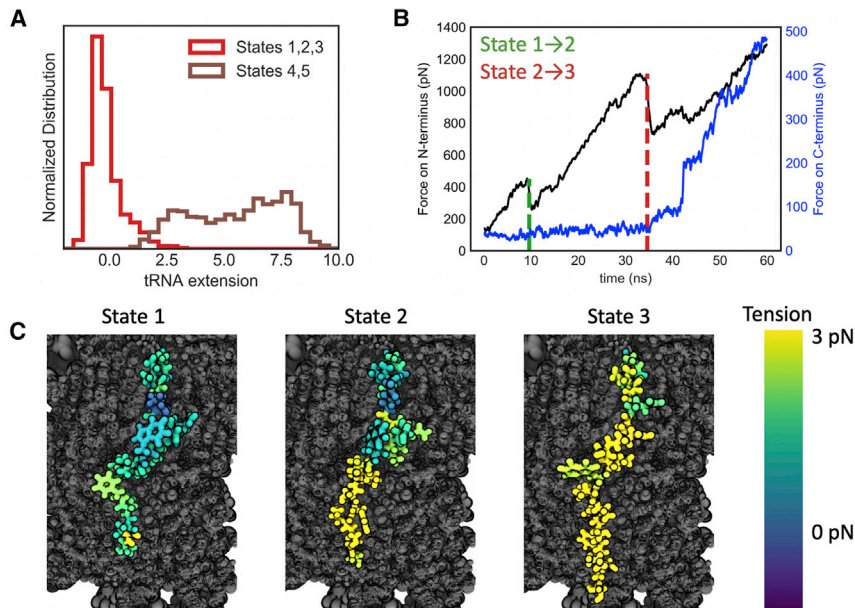 A
States 1,2,3
States 4,5
Normalized Distribution
0.0 2.5 5.0 7.5 10.0
tRNA extension
B
State 1→2
State 2→3
Force on N-terminus (pN)
1400
1200
1000
800
600
400
200
0
0 10 20 30 40 50 60
time (ns)
500
400
300
200
100
0
Force on C-terminus (pN)
C
State 1
State 2
State 3
Tension
3 pN
0 pN